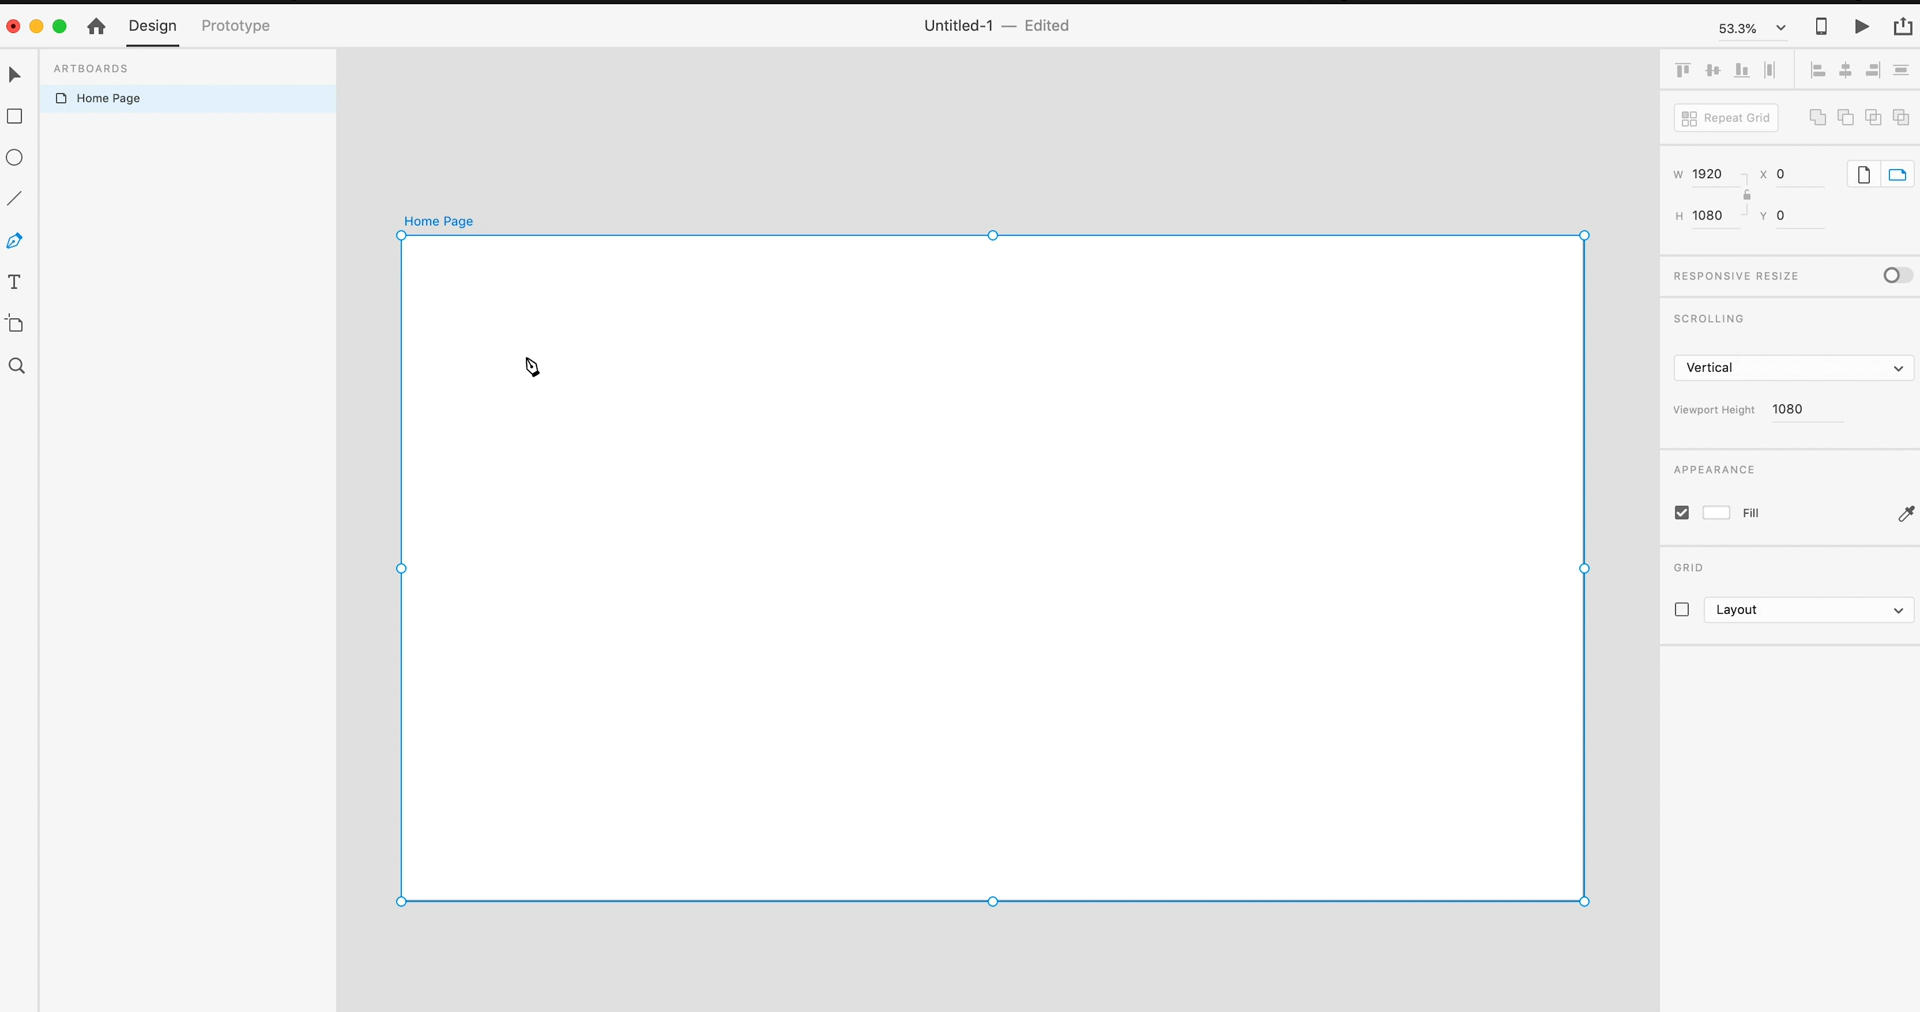 Design Prototype Untitled-1 — Edited 53.3%
ARTBOARDS
Home Page
Repeat Grid
W 1920 X 0
H 1080 Y 0
Home Page
RESPONSIVE RESIZE
SCROLLING
Vertical
Viewport Height 1080
APPEARANCE
Fill
GRID
Layout